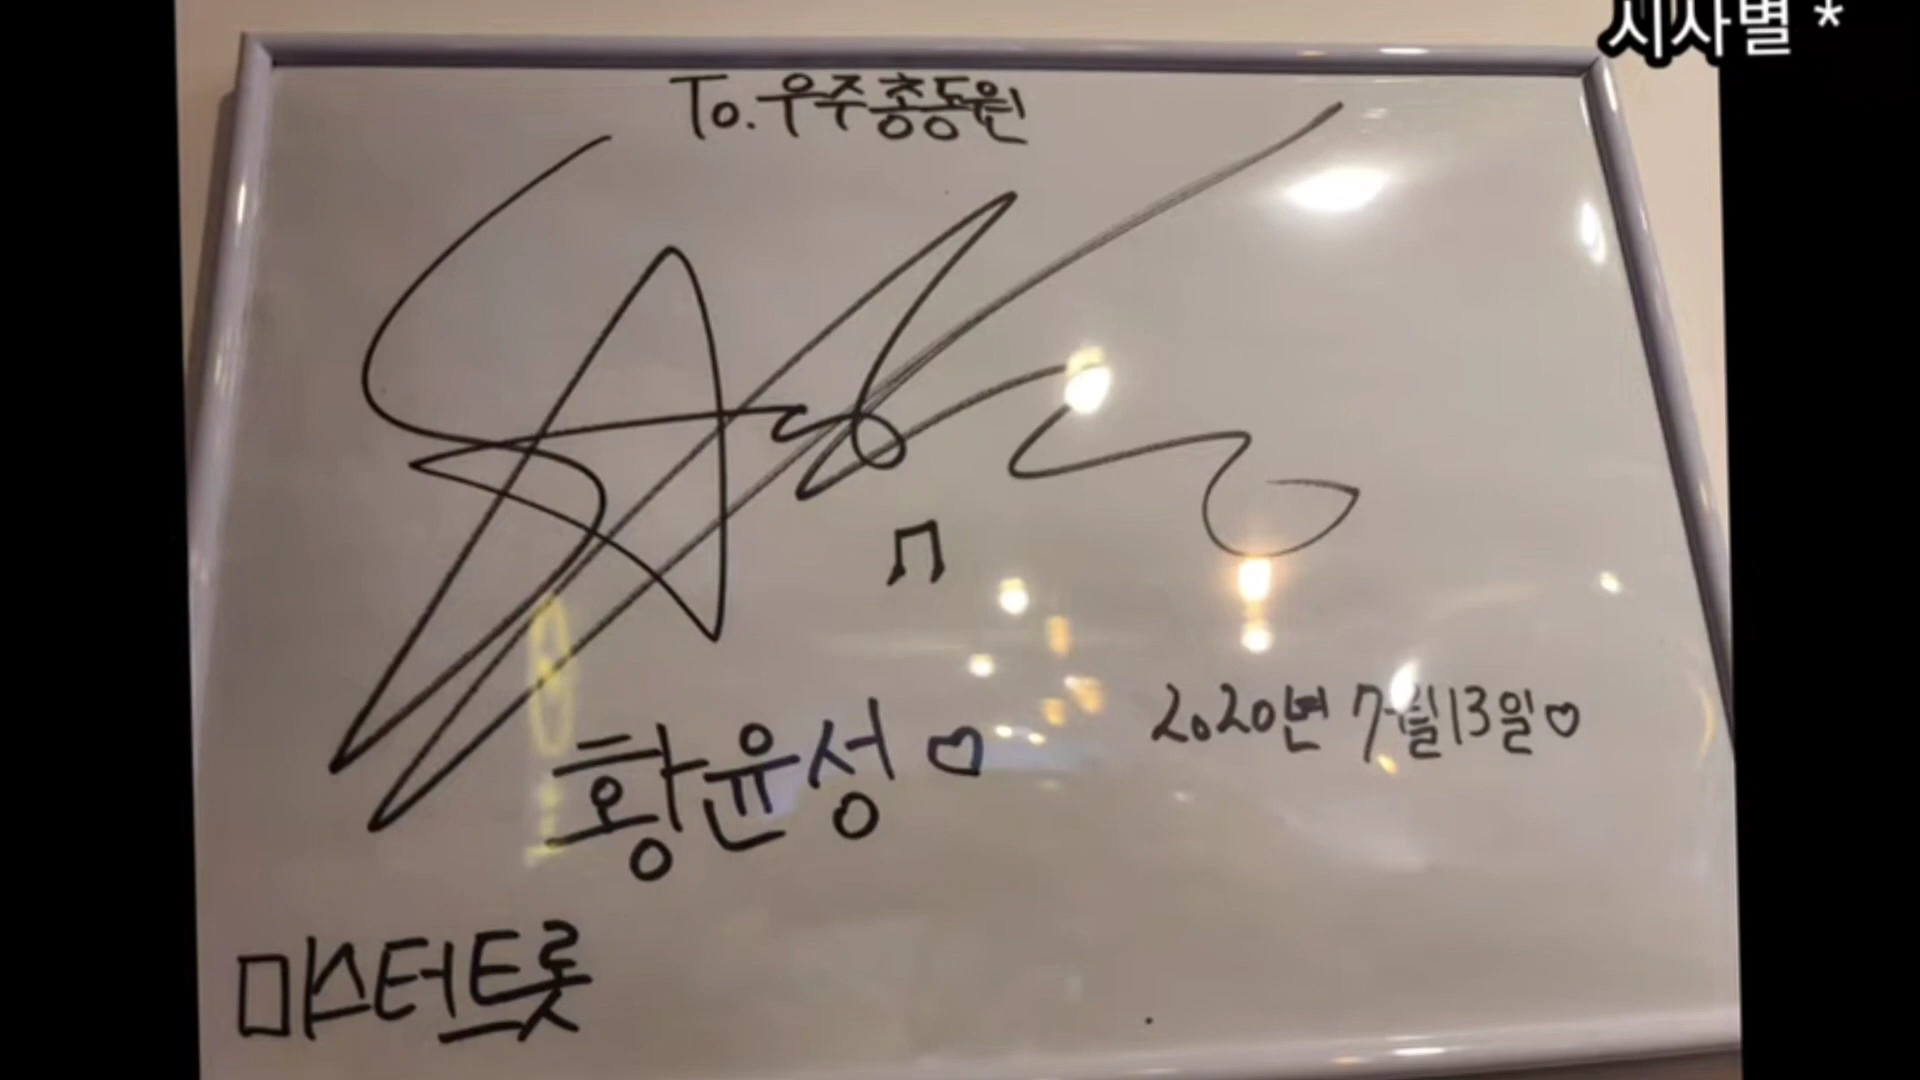 시사별 *
To. 우주총동원
황윤성 ♡
2020년 7월 13일 ♡
미스터트롯